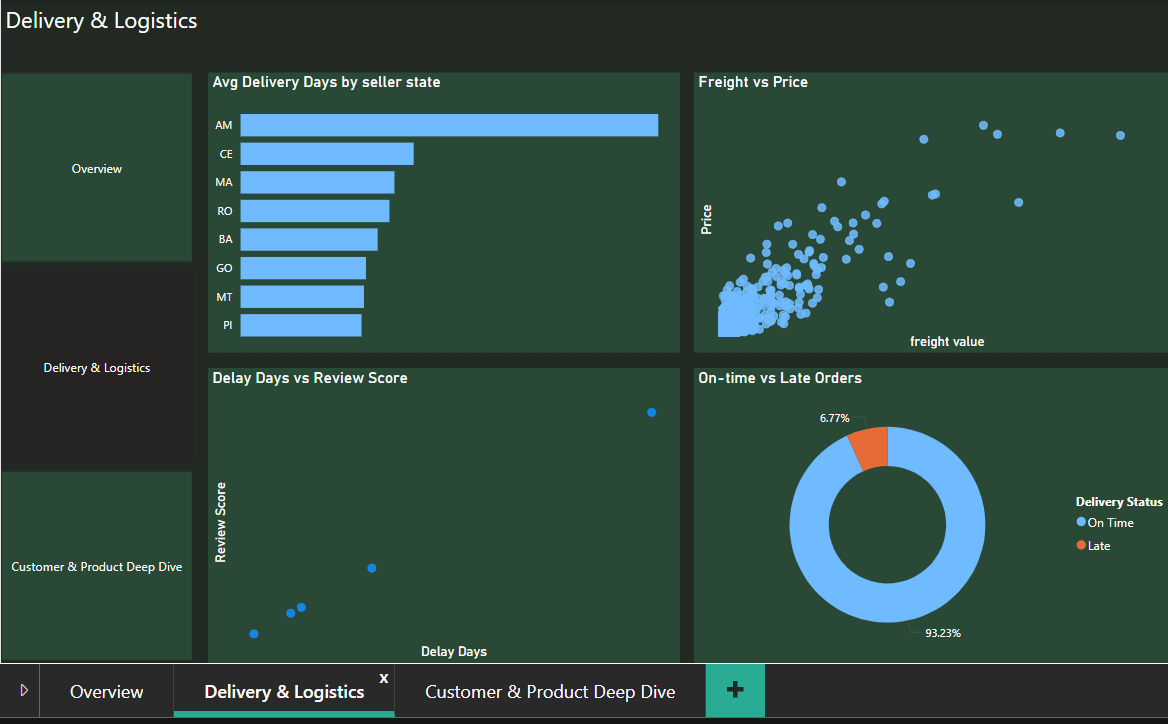 Delivery & Logistics
Overview
Delivery & Logistics
Customer & Product Deep Dive
Avg Delivery Days by seller state
AM
CE
MA
RO
BA
GO
MT
PI
Freight vs Price
Price
freight value
Delay Days vs Review Score
Review Score
Delay Days
On-time vs Late Orders
6.77%
93.23%
Delivery Status
On Time
Late
Overview
Delivery & Logistics
x
Customer & Product Deep Dive
+